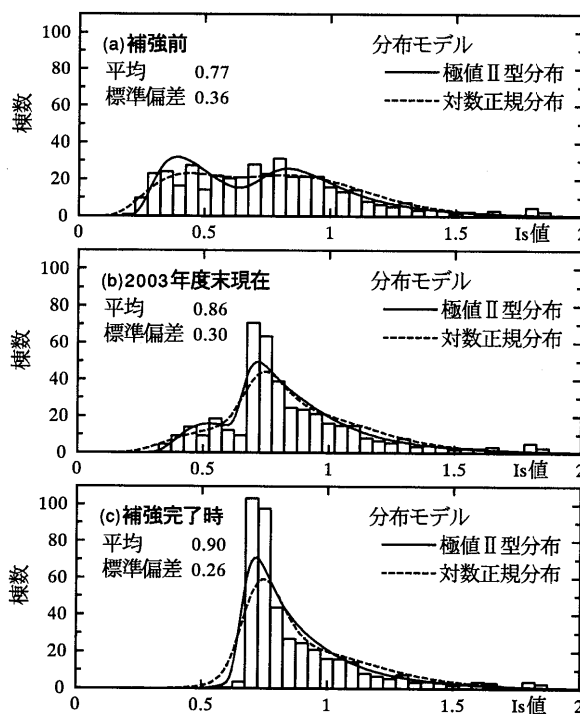 100
(a)補強前
分布モデル
80
平均 0.77
極値Ⅱ型分布
標準偏差 0.36
対数正規分布
60
棟数
40
20
0
0 0.5 1 1.5 Is値 2
100
(b)2003年度末現在
分布モデル
80
平均 0.86
極値Ⅱ型分布
標準偏差 0.30
対数正規分布
60
棟数
40
20
0
0 0.5 1 1.5 Is値 2
100
(c)補強完了時
分布モデル
80
平均 0.90
極値Ⅱ型分布
標準偏差 0.26
対数正規分布
60
棟数
40
20
0
0 0.5 1 1.5 Is値 2